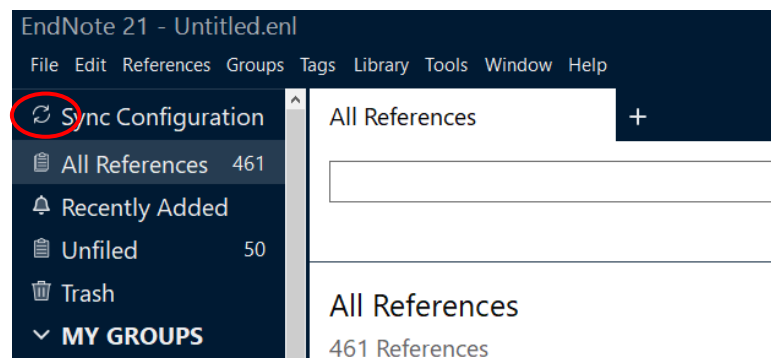 EndNote 21 - Untitled.enl
File Edit References Groups Tags Library Tools Window Help
Sync Configuration
All References 461
Recently Added
Unfiled 50
Trash
MY GROUPS
All References +
All References
461 References